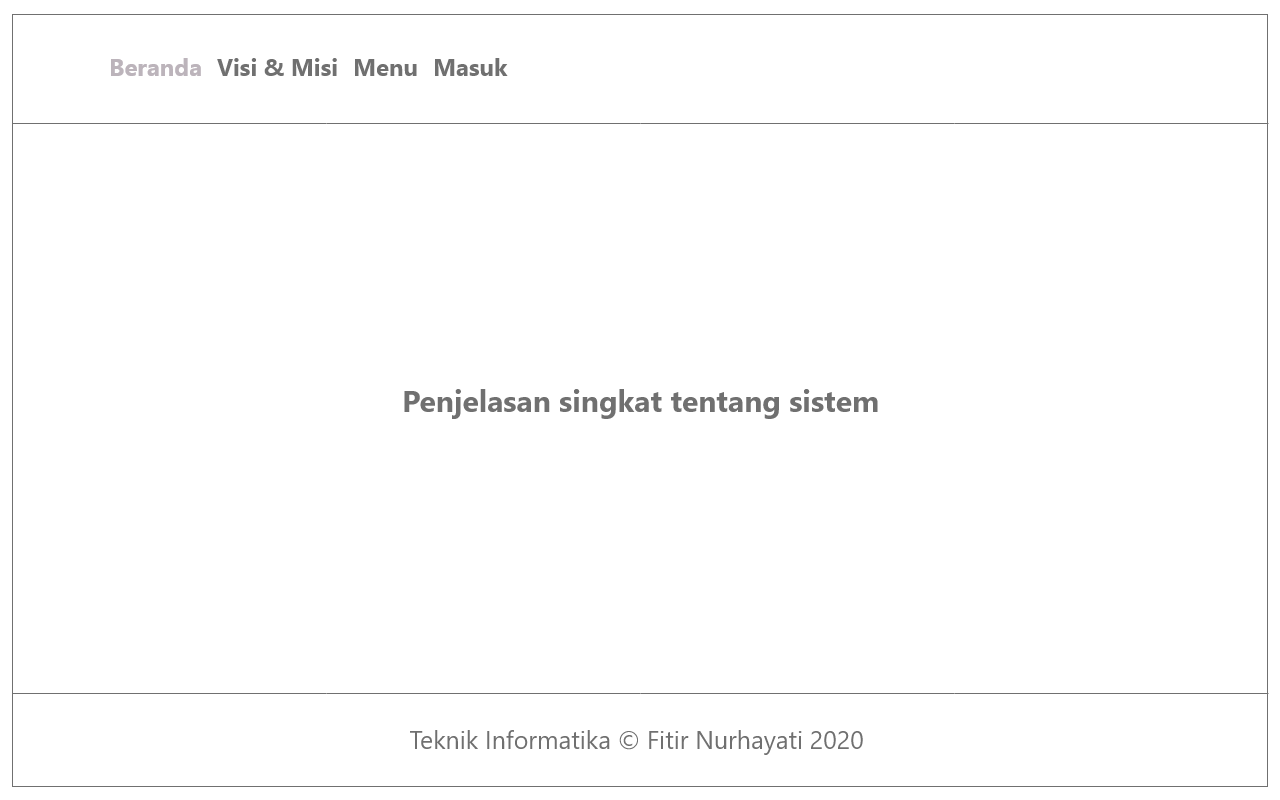 Beranda Visi & Misi Menu Masuk
Penjelasan singkat tentang sistem
Teknik Informatika © Fitir Nurhayati 2020